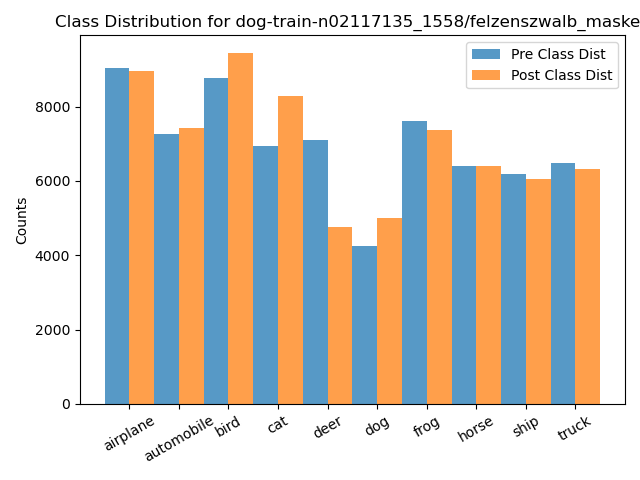 Class Distribution for dog-train-n02117135_1558/felzenszwalb_maske
Pre Class Dist
Post Class Dist
Counts
8000
6000
4000
2000
0
airplane
automobile
bird
cat
deer
dog
frog
horse
ship
truck